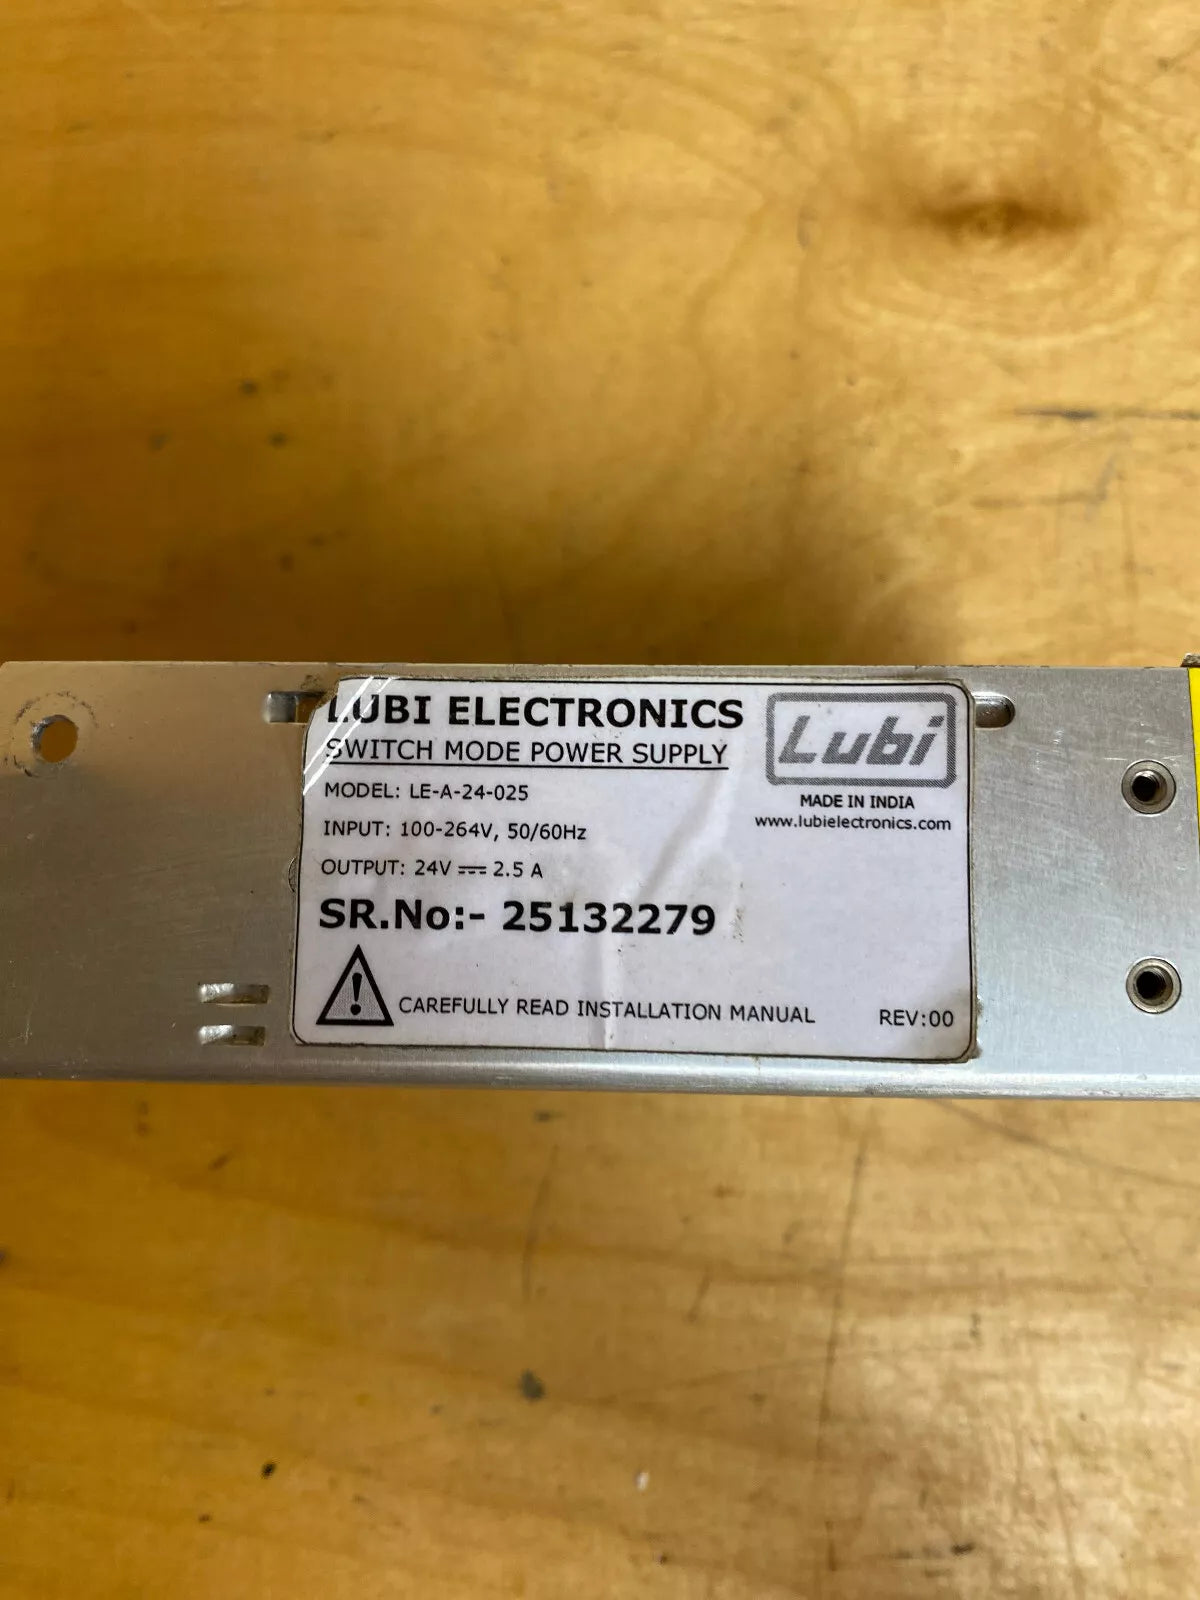 LUBI ELECTRONICS
SWITCH MODE POWER SUPPLY
MODEL: LE-A-24-025
INPUT: 100-264V, 50/60Hz
OUTPUT: 24V ⎓ 2.5 A
SR.No:- 25132279
CAREFULLY READ INSTALLATION MANUAL
Lubi
MADE IN INDIA
www.lubielectronics.com
REV:00